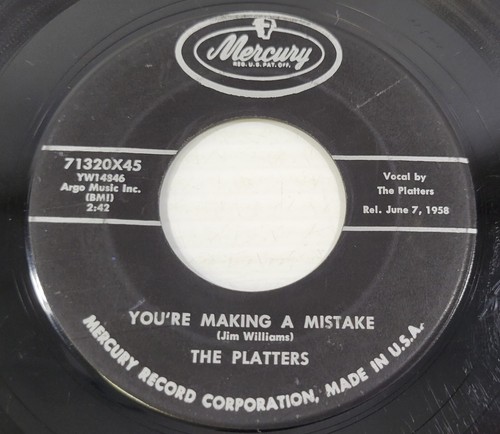 Mercury
REG. U.S. PAT. OFF.
71320X45
YW14846
Argo Music Inc.
(BMI)
2:42
Vocal by
The Platters
Rel. June 7, 1958
YOU'RE MAKING A MISTAKE
(Jim Williams)
THE PLATTERS
MERCURY RECORD CORPORATION, MADE IN U.S.A.